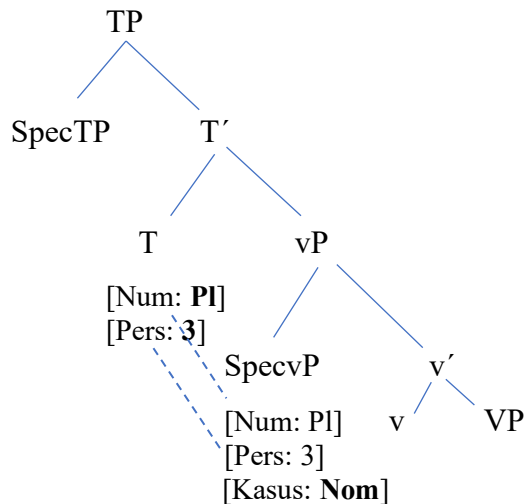 TP
SpecTP T´
T vP
[Num: Pl]
[Pers: 3]
SpecvP v´
[Num: Pl] v VP
[Pers: 3]
[Kasus: Nom]